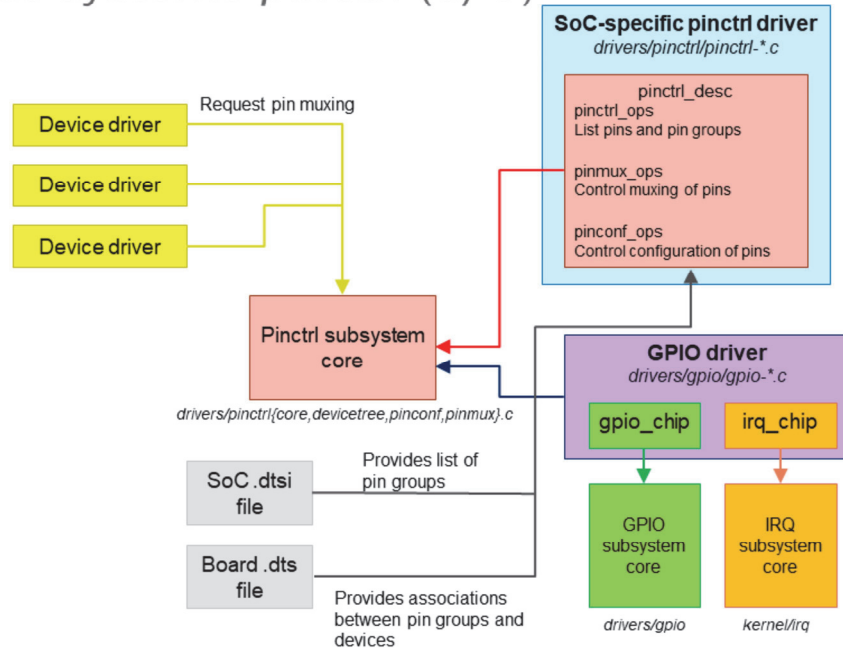 SoC-specific pinctrl driver
drivers/pinctrl/pinctrl-*.c
pinctrl_desc
pinctrl_ops
List pins and pin groups
pinmux_ops
Control muxing of pins
pinconf_ops
Control configuration of pins
Request pin muxing
Device driver
Device driver
Device driver
Pinctrl subsystem
core
drivers/pinctrl{core,devicetree,pinconf,pinmux}.c
GPIO driver
drivers/gpio/gpio-*.c
gpio_chip
irq_chip
GPIO
subsystem
core
drivers/gpio
IRQ
subsystem
core
kernel/irq
SoC .dtsi
file
Provides list of
pin groups
Board .dts
file
Provides associations
between pin groups and
devices